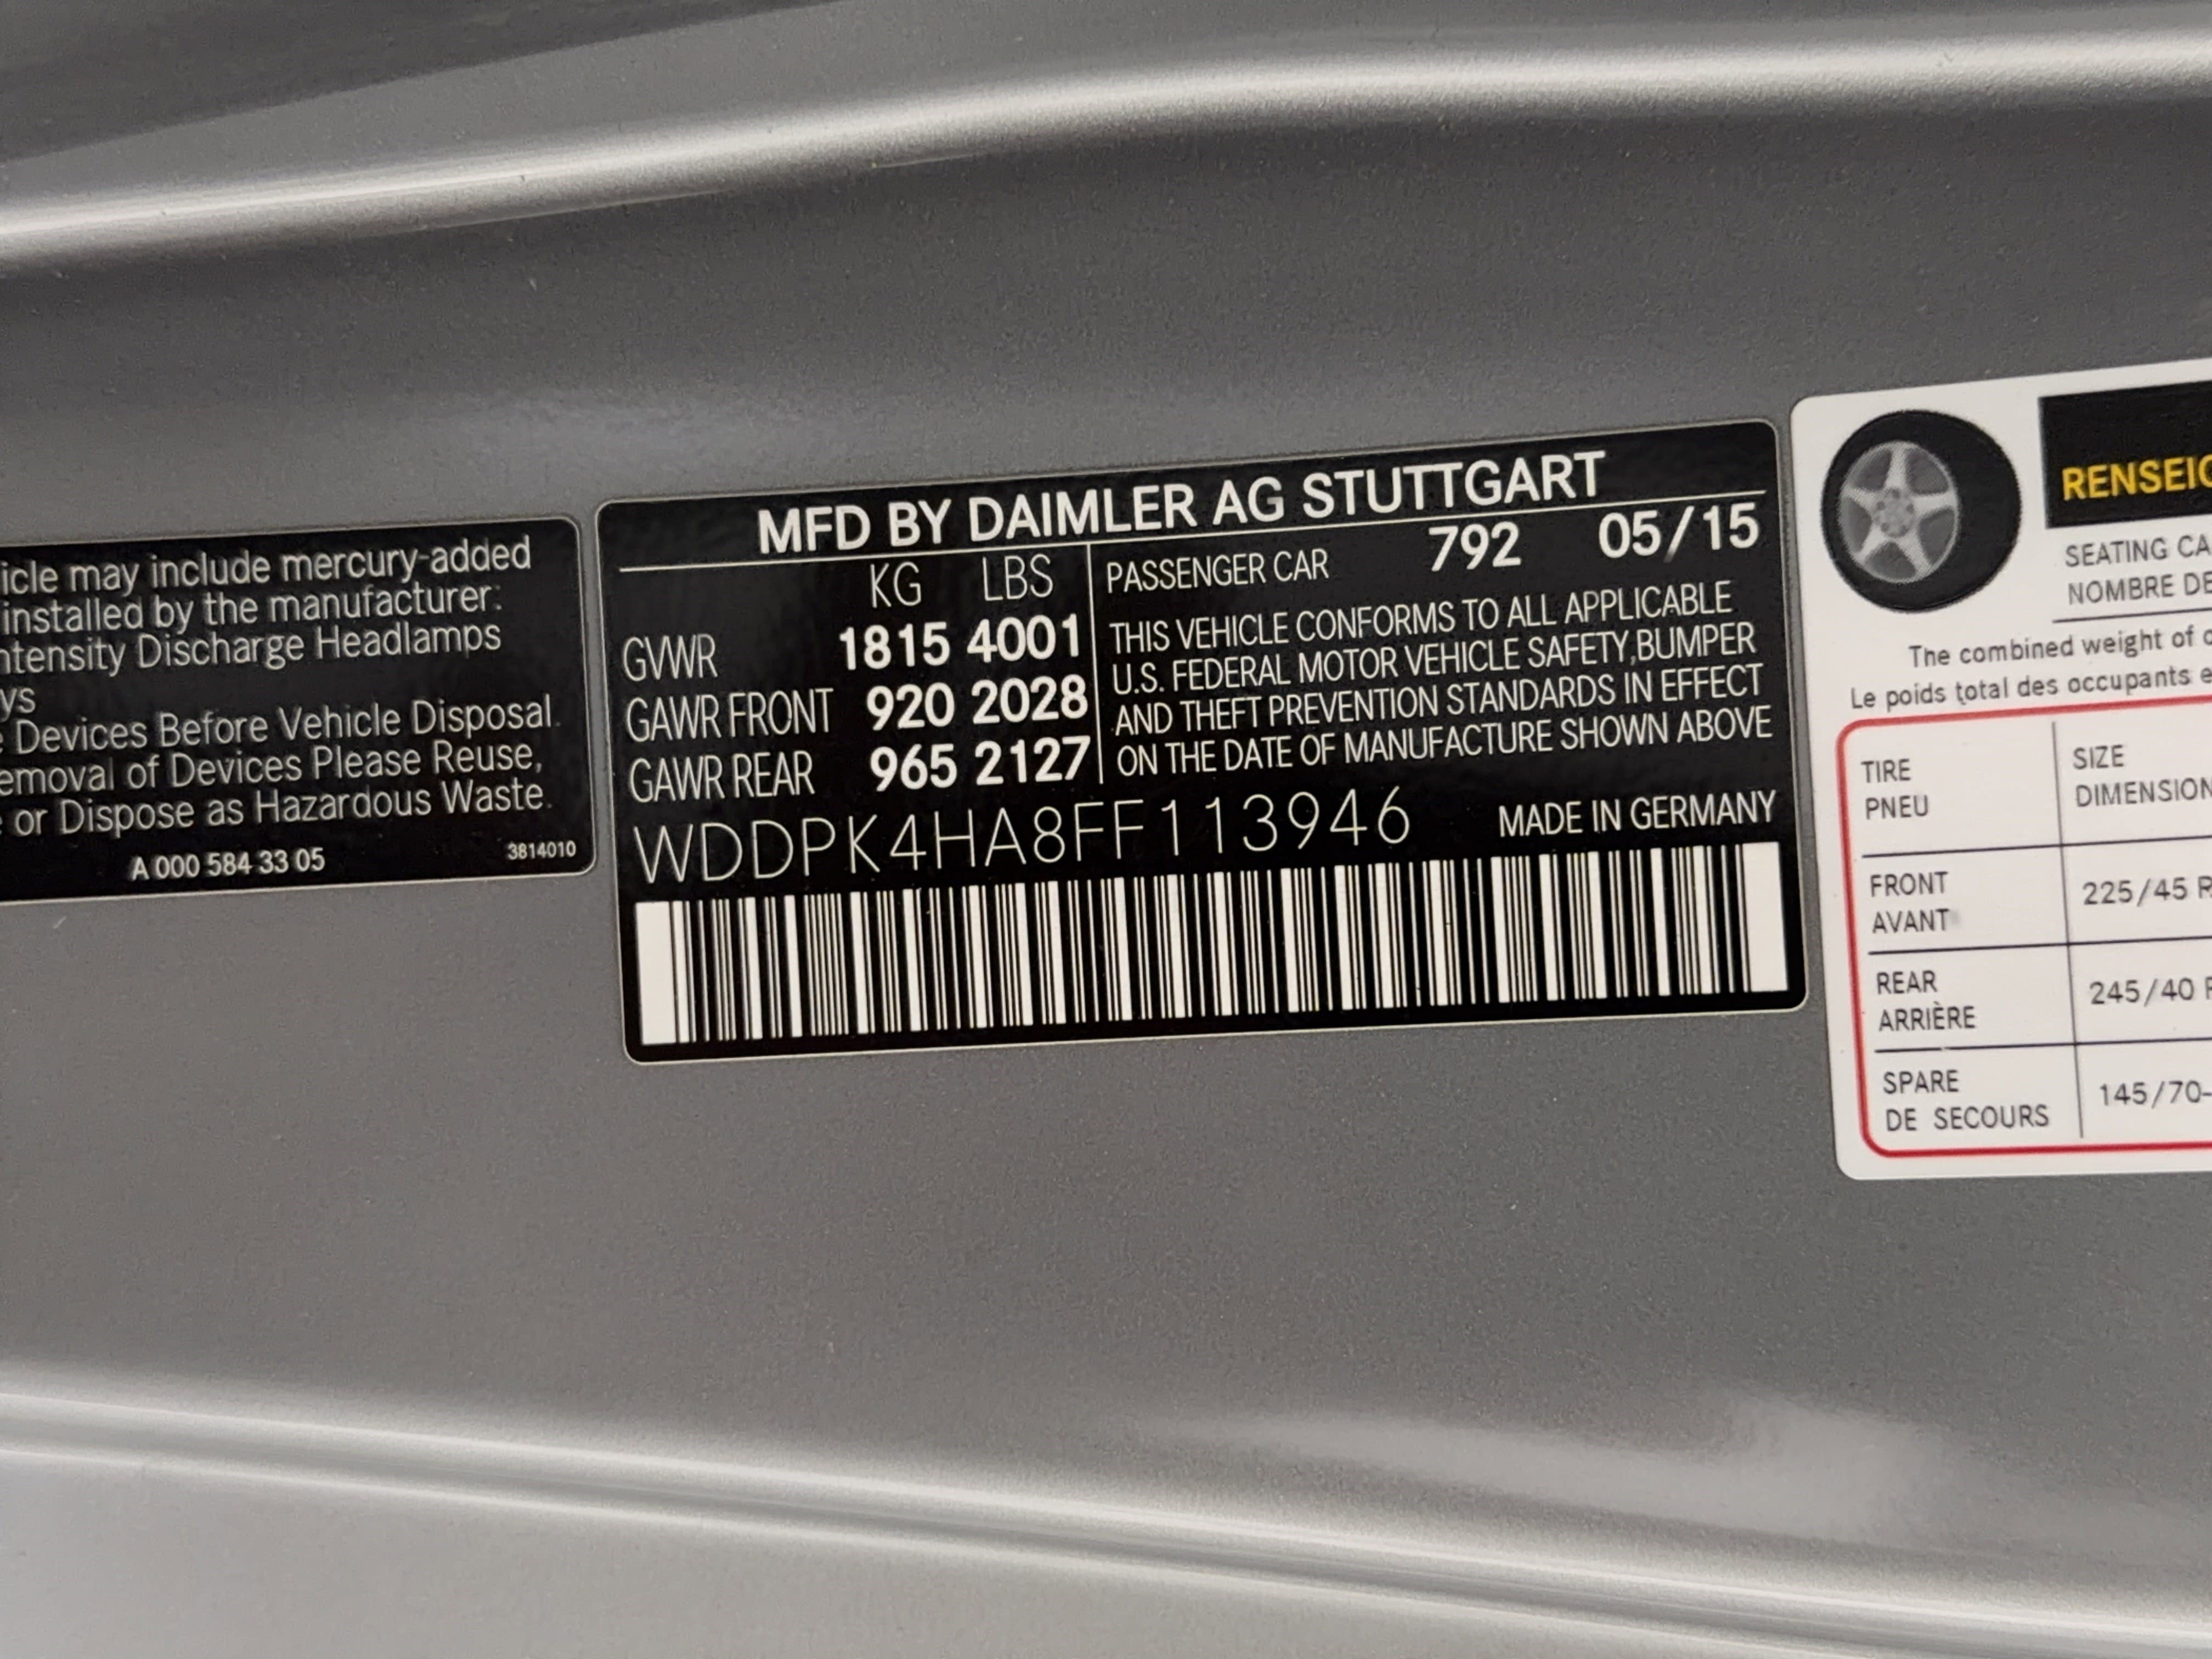 icle may include mercury-added
installed by the manufacturer:
ntensity Discharge Headlamps
ys
Devices Before Vehicle Disposal.
emoval of Devices Please Reuse,
or Dispose as Hazardous Waste.
A 000 584 33 05 3814010
MFD BY DAIMLER AG STUTTGART
KG LBS
GVWR 1815 4001
GAWR FRONT 920 2028
GAWR REAR 965 2127
PASSENGER CAR 792 05/15
THIS VEHICLE CONFORMS TO ALL APPLICABLE
U.S. FEDERAL MOTOR VEHICLE SAFETY,BUMPER
AND THEFT PREVENTION STANDARDS IN EFFECT
ON THE DATE OF MANUFACTURE SHOWN ABOVE
WDDPK4HA8FF113946 MADE IN GERMANY
RENSEIG
SEATING CA
NOMBRE DE
The combined weight of
Le poids total des occupants
TIRE SIZE
PNEU DIMENSION
FRONT
AVANT 225/45 R
REAR
ARRIÈRE 245/40 R
SPARE
DE SECOURS 145/70-